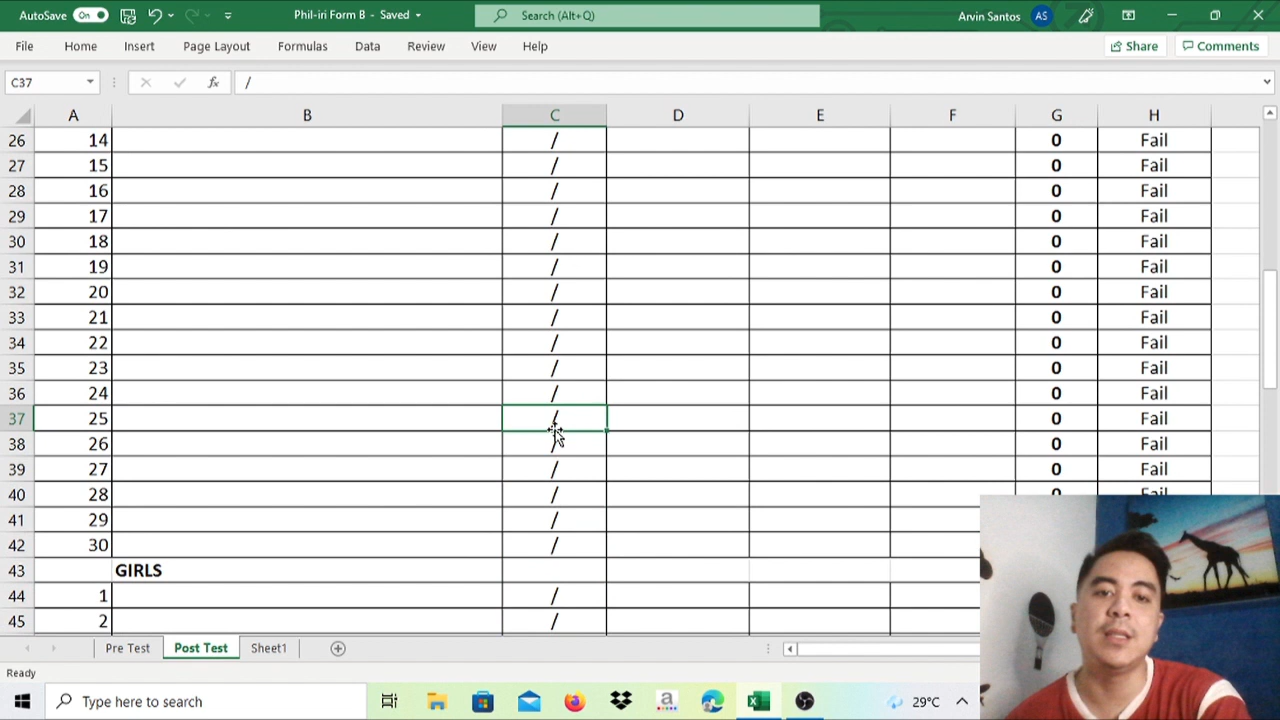 AutoSave On Phil-iri Form B - Saved Search (Alt+Q) Arvin Santos AS
File Home Insert Page Layout Formulas Data Review View Help Share Comments
C37 fx /
A B C D E F G H
26 14 / 0 Fail
27 15 / 0 Fail
28 16 / 0 Fail
29 17 / 0 Fail
30 18 / 0 Fail
31 19 / 0 Fail
32 20 / 0 Fail
33 21 / 0 Fail
34 22 / 0 Fail
35 23 / 0 Fail
36 24 / 0 Fail
37 25 / 0 Fail
38 26 / 0 Fail
39 27 / 0 Fail
40 28 / 0 Fail
41 29 /
42 30 /
43 GIRLS
44 1 /
45 2 /
Pre Test Post Test Sheet1
Ready
Type here to search a 29°C